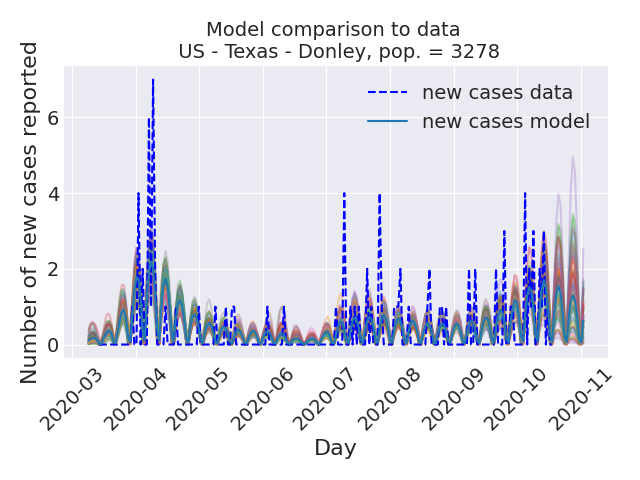 Model comparison to data
US - Texas - Donley, pop. = 3278
new cases data
new cases model
Number of new cases reported
6
4
2
0
2020-03
2020-04
2020-05
2020-06
2020-07
2020-08
2020-09
2020-10
2020-11
Day